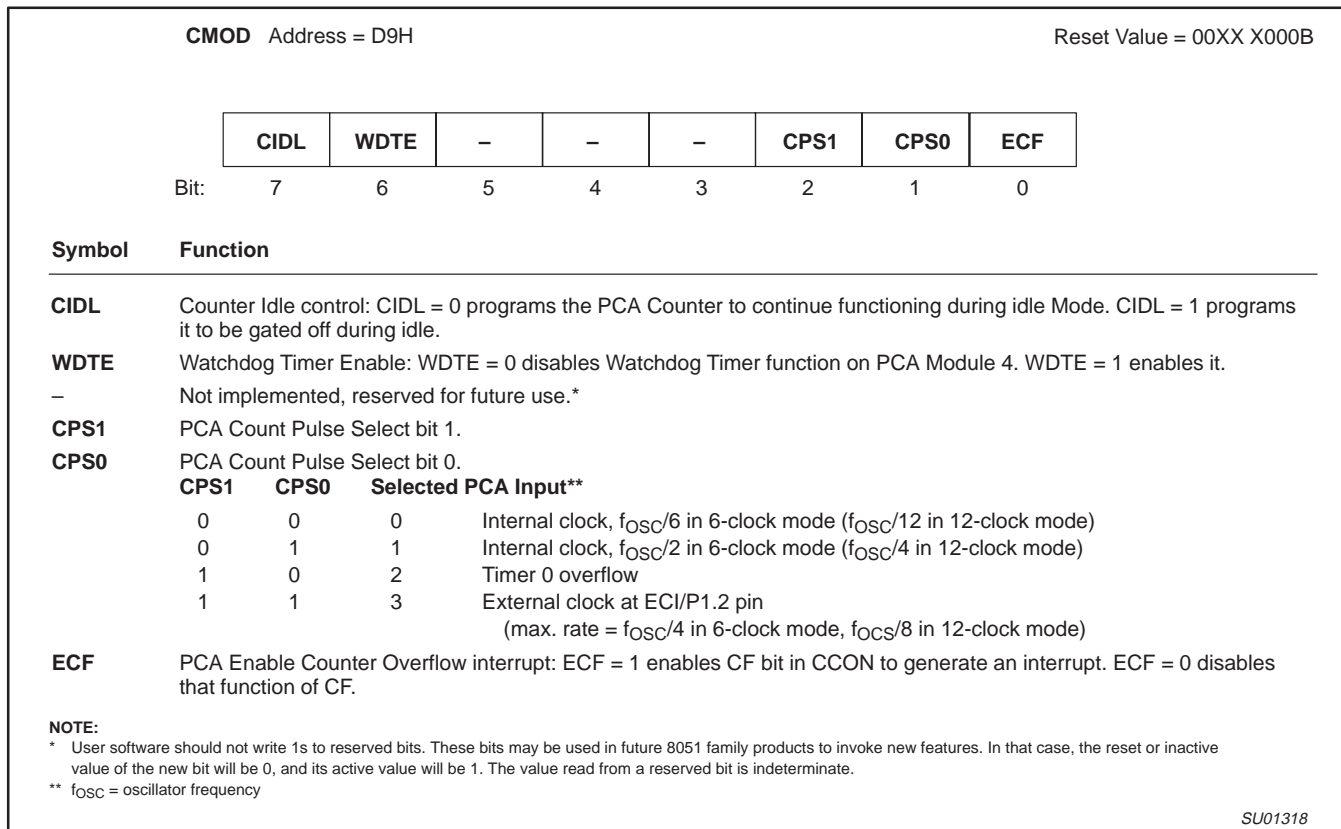 CMOD Address = D9H Reset Value = 00XX X000B
CIDL WDTE – – – CPS1 CPS0 ECF
Bit: 7 6 5 4 3 2 1 0
Symbol Function
CIDL Counter Idle control: CIDL = 0 programs the PCA Counter to continue functioning during idle Mode. CIDL = 1 programs
it to be gated off during idle.
WDTE Watchdog Timer Enable: WDTE = 0 disables Watchdog Timer function on PCA Module 4. WDTE = 1 enables it.
– Not implemented, reserved for future use.*
CPS1 PCA Count Pulse Select bit 1.
CPS0 PCA Count Pulse Select bit 0.
CPS1 CPS0 Selected PCA Input**
0 0 0 Internal clock, fOSC/6 in 6-clock mode (fOSC/12 in 12-clock mode)
0 1 1 Internal clock, fOSC/2 in 6-clock mode (fOSC/4 in 12-clock mode)
1 0 2 Timer 0 overflow
1 1 3 External clock at ECI/P1.2 pin
(max. rate = fOSC/4 in 6-clock mode, fOCS/8 in 12-clock mode)
ECF PCA Enable Counter Overflow interrupt: ECF = 1 enables CF bit in CCON to generate an interrupt. ECF = 0 disables
that function of CF.
NOTE:
* User software should not write 1s to reserved bits. These bits may be used in future 8051 family products to invoke new features. In that case, the reset or inactive
value of the new bit will be 0, and its active value will be 1. The value read from a reserved bit is indeterminate.
** fOSC = oscillator frequency
SU01318